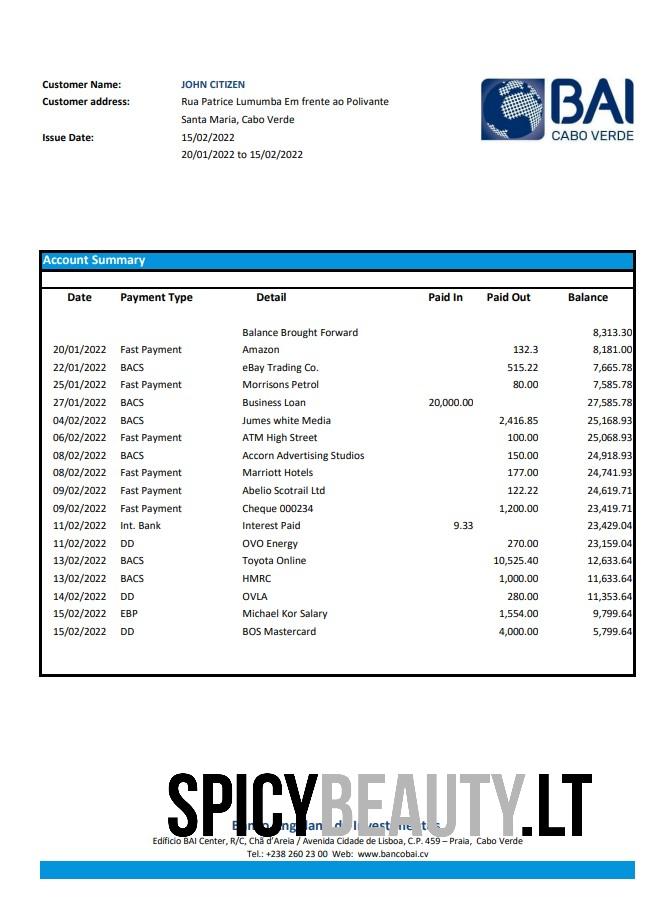 Customer Name: JOHN CITIZEN
Customer address: Rua Patrice Lumumba Em frente ao Polivante
Santa Maria, Cabo Verde
Issue Date: 15/02/2022
20/01/2022 to 15/02/2022
BAI
CABO VERDE
Account Summary
Date Payment Type Detail Paid In Paid Out Balance
Balance Brought Forward 8,313.30
20/01/2022 Fast Payment Amazon 132.3 8,181.00
22/01/2022 BACS eBay Trading Co. 515.22 7,665.78
25/01/2022 Fast Payment Morrisons Petrol 80.00 7,585.78
27/01/2022 BACS Business Loan 20,000.00 27,585.78
04/02/2022 BACS Jumes white Media 2,416.85 25,168.93
06/02/2022 Fast Payment ATM High Street 100.00 25,068.93
08/02/2022 BACS Accorn Advertising Studios 150.00 24,918.93
08/02/2022 Fast Payment Marriott Hotels 177.00 24,741.93
09/02/2022 Fast Payment Abelio Scotrail Ltd 122.22 24,619.71
09/02/2022 Fast Payment Cheque 000234 1,200.00 23,419.71
11/02/2022 Int. Bank Interest Paid 9.33 23,429.04
11/02/2022 DD OVO Energy 270.00 23,159.04
13/02/2022 BACS Toyota Online 10,525.40 12,633.64
13/02/2022 BACS HMRC 1,000.00 11,633.64
14/02/2022 DD OVLA 280.00 11,353.64
15/02/2022 EBP Michael Kor Salary 1,554.00 9,799.64
15/02/2022 DD BOS Mastercard 4,000.00 5,799.64
SPICYBEAUTY.LT
Edifício BAI Center, R/C, Chã d'Areia / Avenida Cidade de Lisboa, C.P. 459 – Praia, Cabo Verde
Tel.: +238 260 23 00 Web: www.bancobai.cv